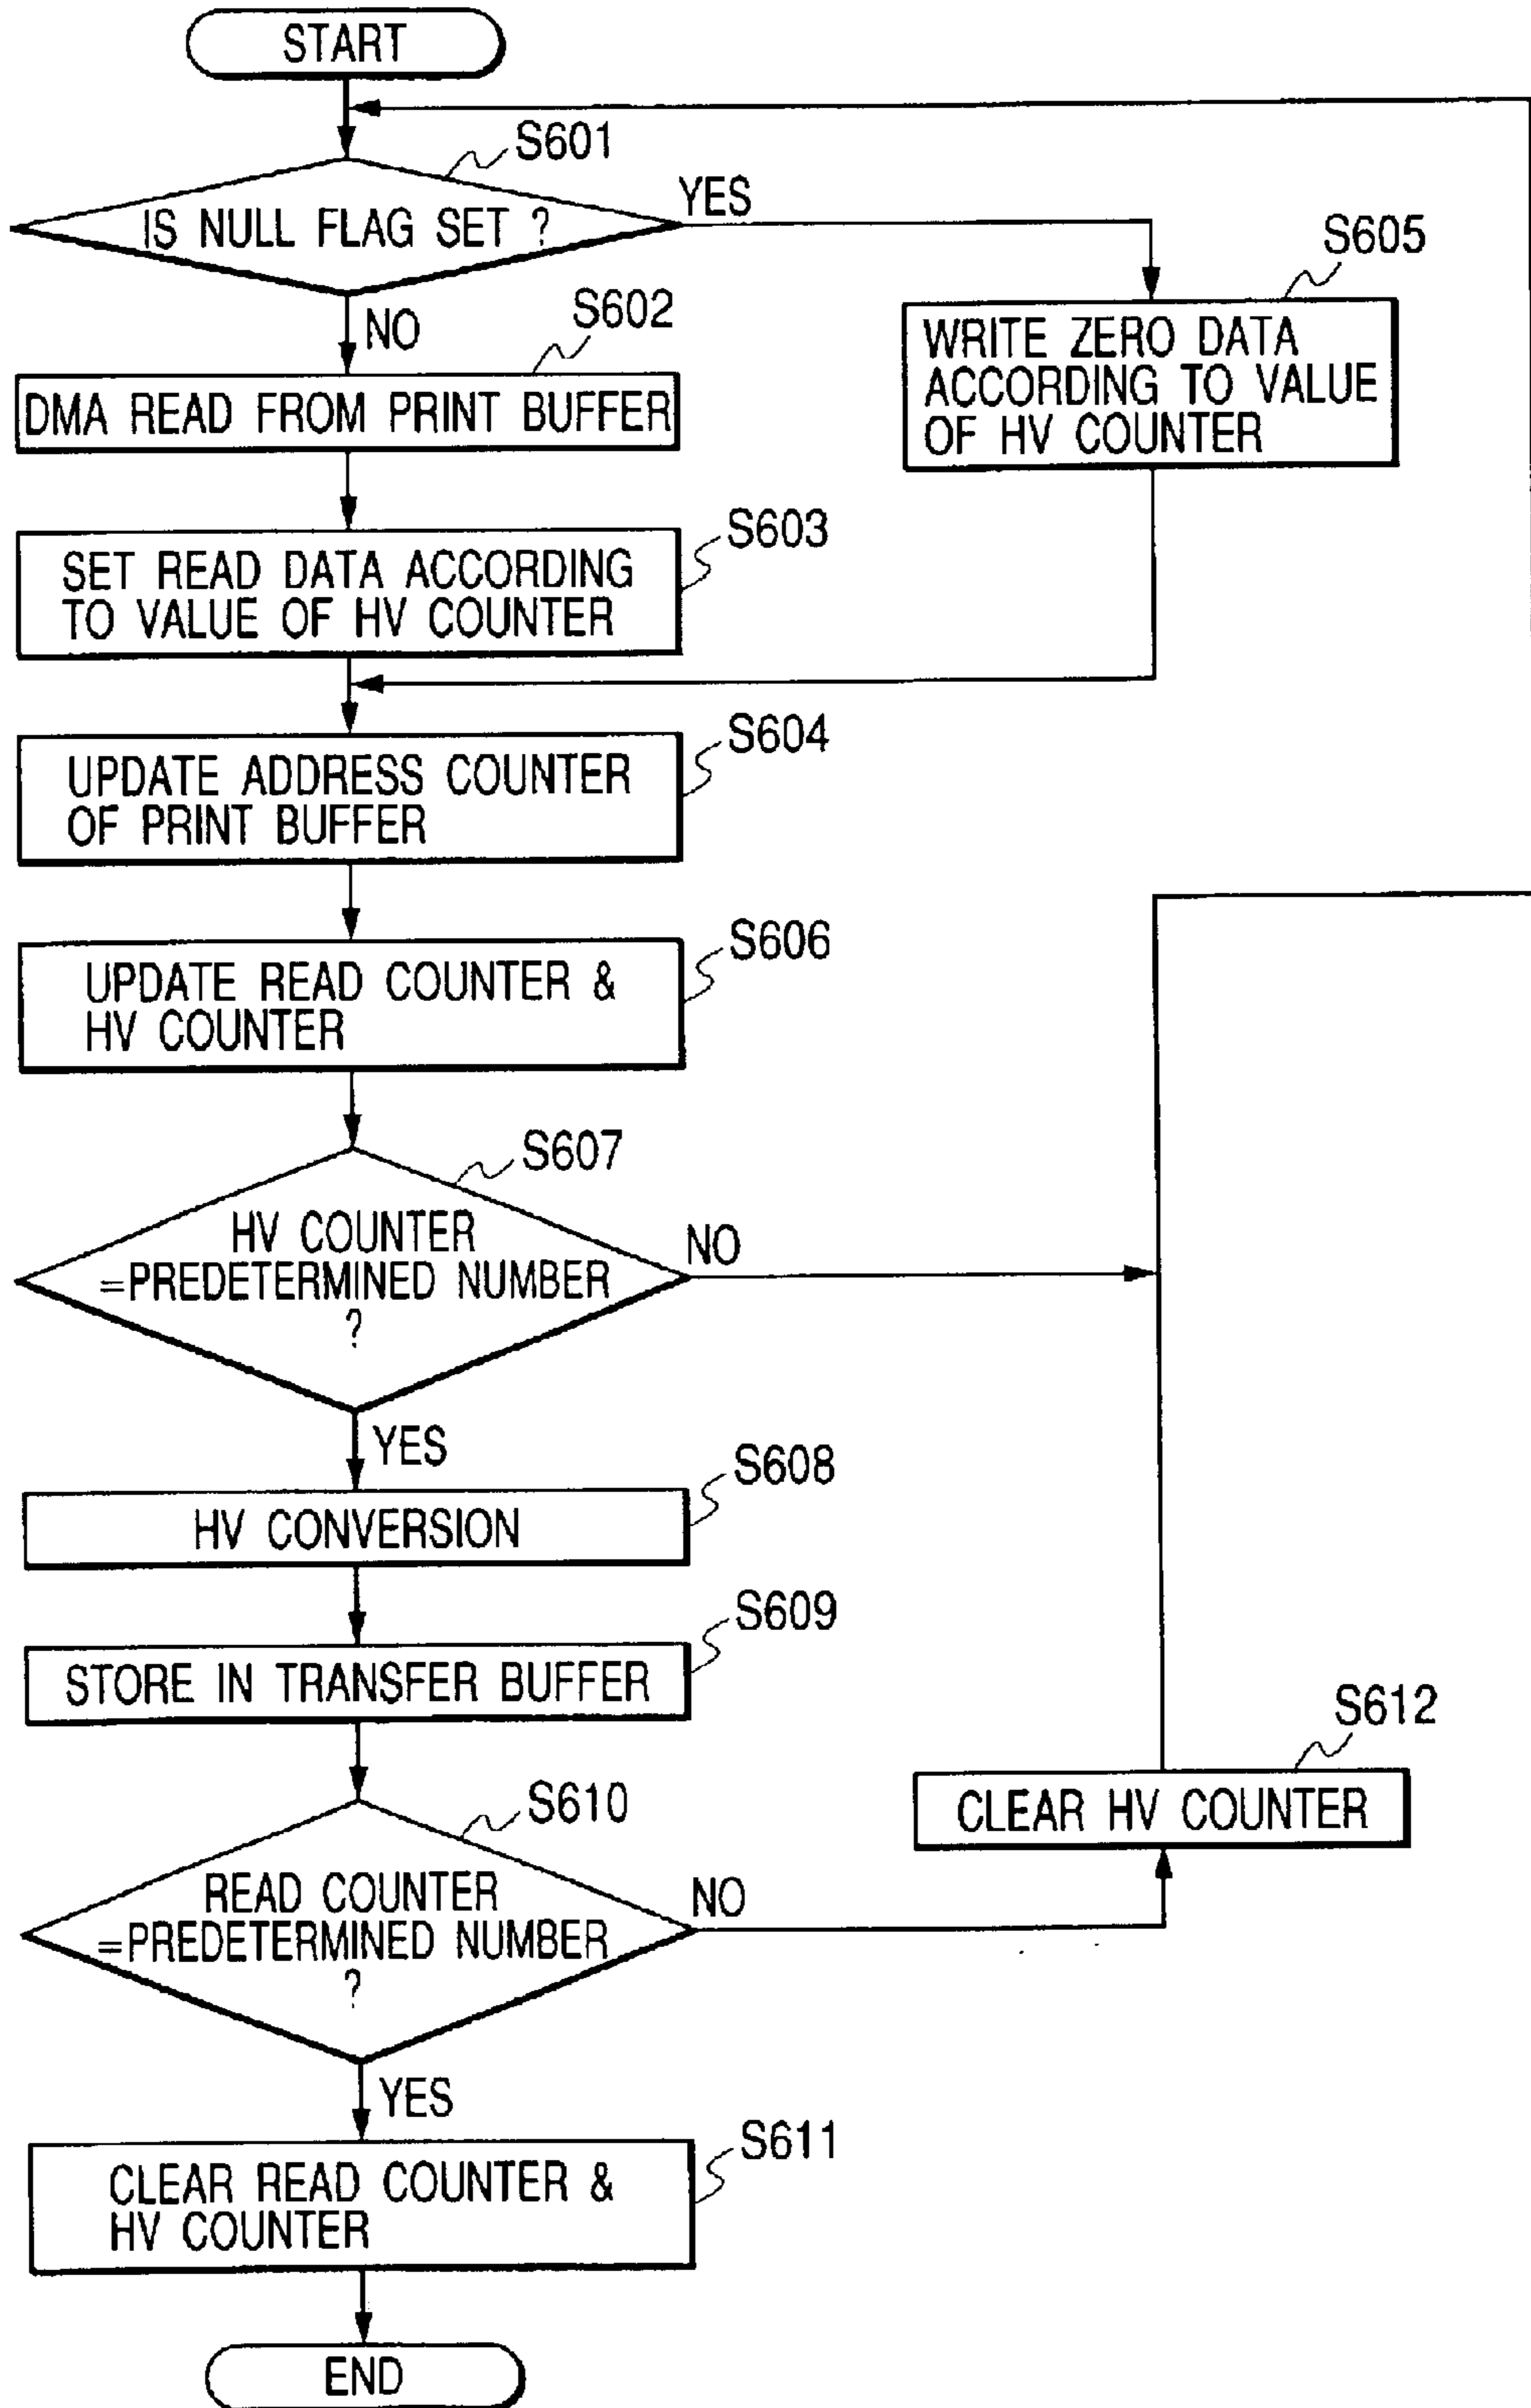 START
S601
IS NULL FLAG SET ?
YES
NO
S602
DMA READ FROM PRINT BUFFER
S605
WRITE ZERO DATA
ACCORDING TO VALUE
OF HV COUNTER
S603
SET READ DATA ACCORDING
TO VALUE OF HV COUNTER
S604
UPDATE ADDRESS COUNTER
OF PRINT BUFFER
S606
UPDATE READ COUNTER &
HV COUNTER
S607
HV COUNTER
=PREDETERMINED NUMBER
?
NO
YES
S608
HV CONVERSION
S609
STORE IN TRANSFER BUFFER
S612
CLEAR HV COUNTER
S610
READ COUNTER
=PREDETERMINED NUMBER
?
NO
YES
S611
CLEAR READ COUNTER &
HV COUNTER
END